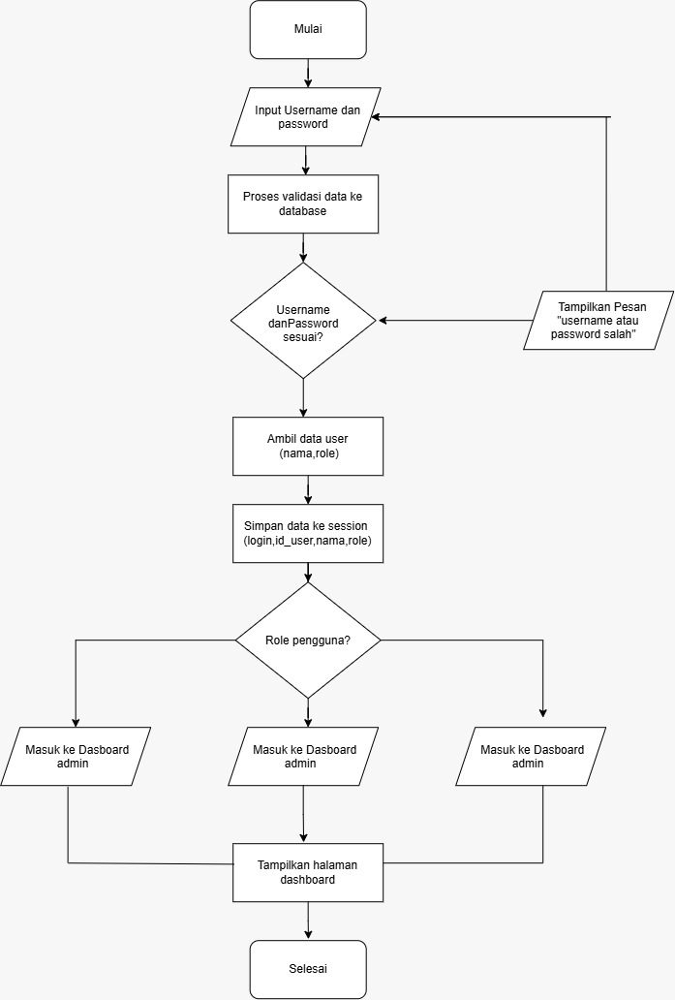 Mulai
Input Username dan
password
Proses validasi data ke
database
Username
danPassword
sesuai?
Tampilkan Pesan
"username atau
password salah"
Ambil data user
(nama,role)
Simpan data ke session
(login,id_user,nama,role)
Role pengguna?
Masuk ke Dasboard
admin
Masuk ke Dasboard
admin
Masuk ke Dasboard
admin
Tampilkan halaman
dashboard
Selesai